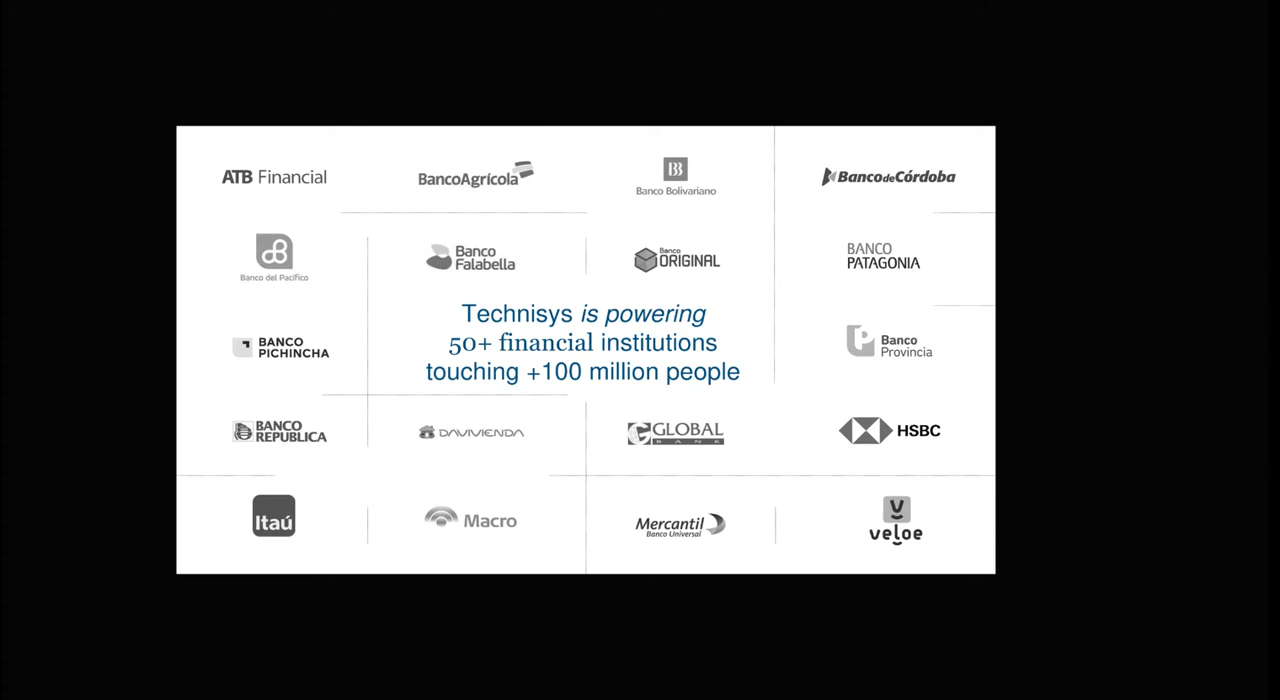 ATB Financial
BancoAgrícola
Banco Bolivariano
BancodeCórdoba
Banco del Pacífico
Banco
Falabella
Banco
ORIGINAL
BANCO
PATAGONIA
BANCO
PICHINCHA
Technisys is powering
50+ financial institutions
touching +100 million people
Banco
Provincia
BANCO
REPUBLICA
DAVIVIENDA
GLOBAL
BANK
HSBC
Itaú
Macro
Mercantil
Banco Universal
veloe